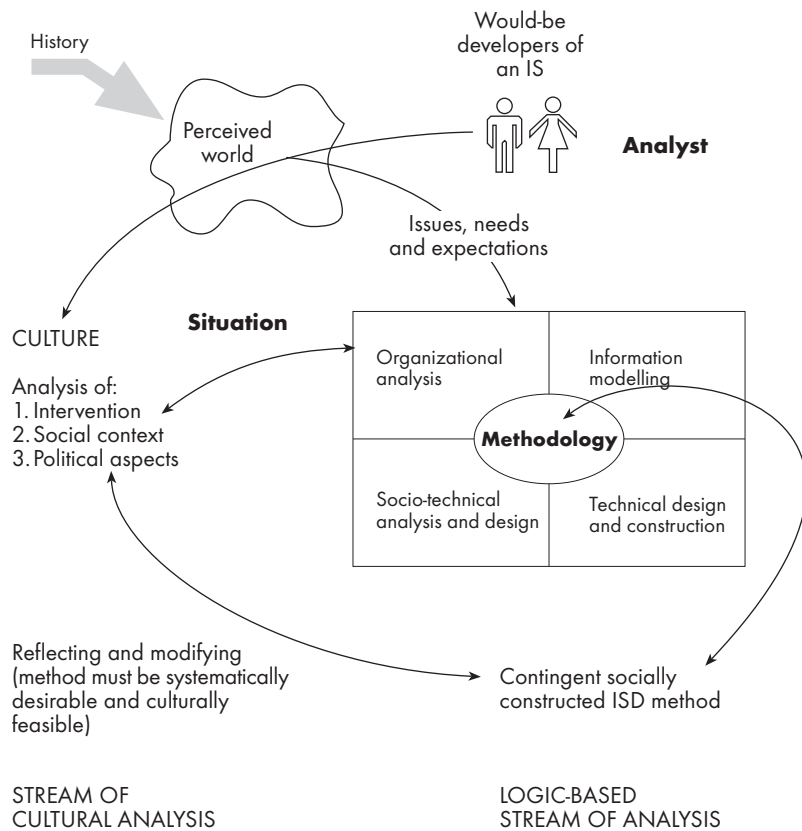 History
Would-be
developers of
an IS
Perceived
world
Analyst
Issues, needs
and expectations
Situation
CULTURE
Analysis of:
1. Intervention
2. Social context
3. Political aspects
Organizational
analysis
Information
modelling
Methodology
Socio-technical
analysis and design
Technical design
and construction
Reflecting and modifying
(method must be systematically
desirable and culturally
feasible)
Contingent socially
constructed ISD method
STREAM OF
CULTURAL ANALYSIS
LOGIC-BASED
STREAM OF ANALYSIS